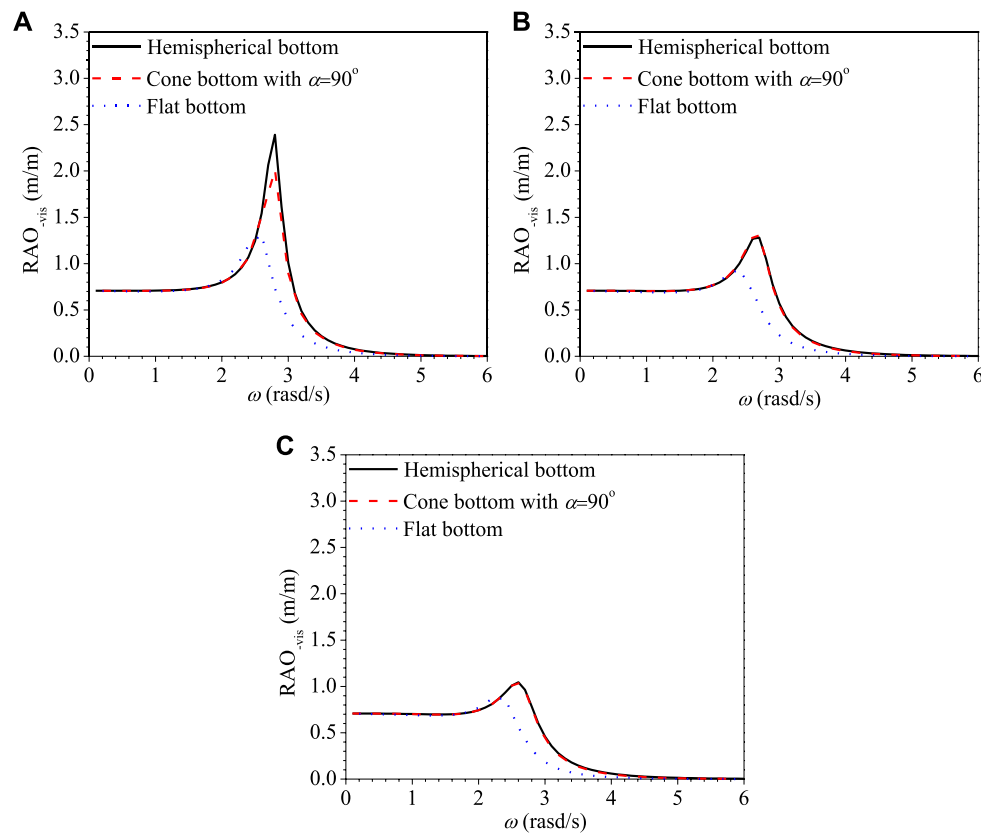 A
3.5
3.0
2.5
2.0
1.5
1.0
0.5
0.0
RAO-vis (m/m)
Hemispherical bottom
Cone bottom with α=90°
Flat bottom
0 1 2 3 4 5 6
ω (rasd/s)
B
3.5
3.0
2.5
2.0
1.5
1.0
0.5
0.0
RAO-vis (m/m)
Hemispherical bottom
Cone bottom with α=90°
Flat bottom
0 1 2 3 4 5 6
ω (rasd/s)
C
3.5
3.0
2.5
2.0
1.5
1.0
0.5
0.0
RAO-vis (m/m)
Hemispherical bottom
Cone bottom with α=90°
Flat bottom
0 1 2 3 4 5 6
ω (rasd/s)